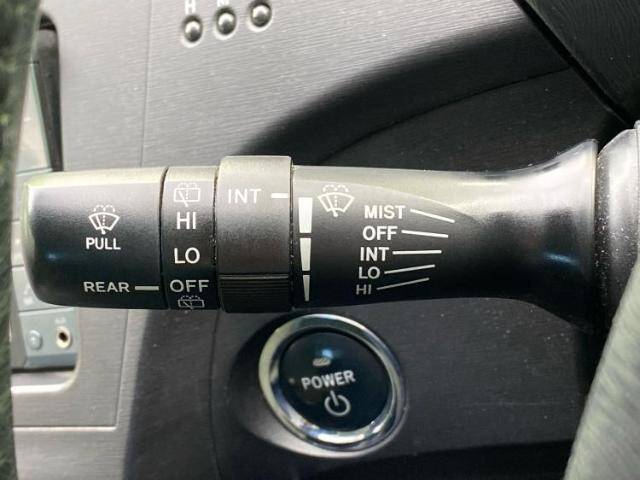 PULL
REAR
HI
LO
OFF
INT
MIST
OFF
INT
LO
HI
POWER